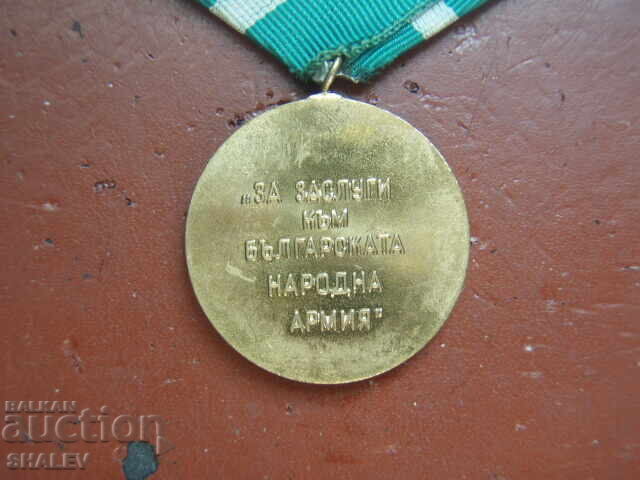 „ЗА ЗАСЛУГИ
КЪМ
БЪЛГАРСКАТА
НАРОДНА
АРМИЯ"
BALKAN
auction
SHALEV